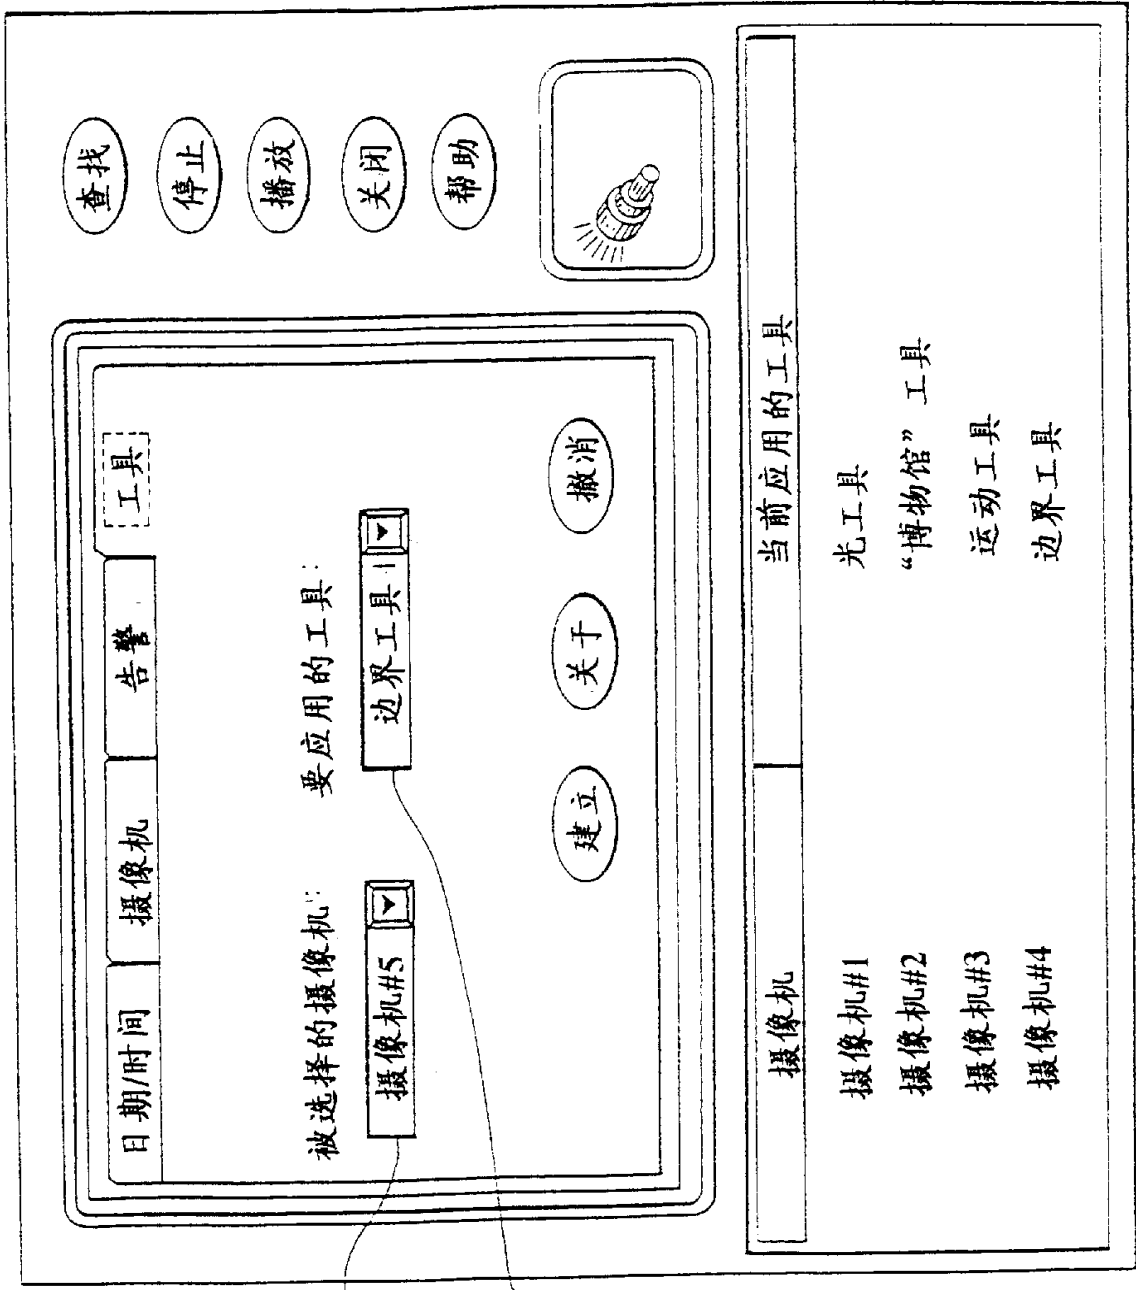 日期/时间 摄像机 告警 工具
被选择的摄像机: 要应用的工具:
摄像机#5 边界工具
建立 关于 撤消
查找
停止
播放
关闭
帮助
摄像机 当前应用的工具
摄像机#1 光工具
摄像机#2 “博物馆”工具
摄像机#3 运动工具
摄像机#4 边界工具